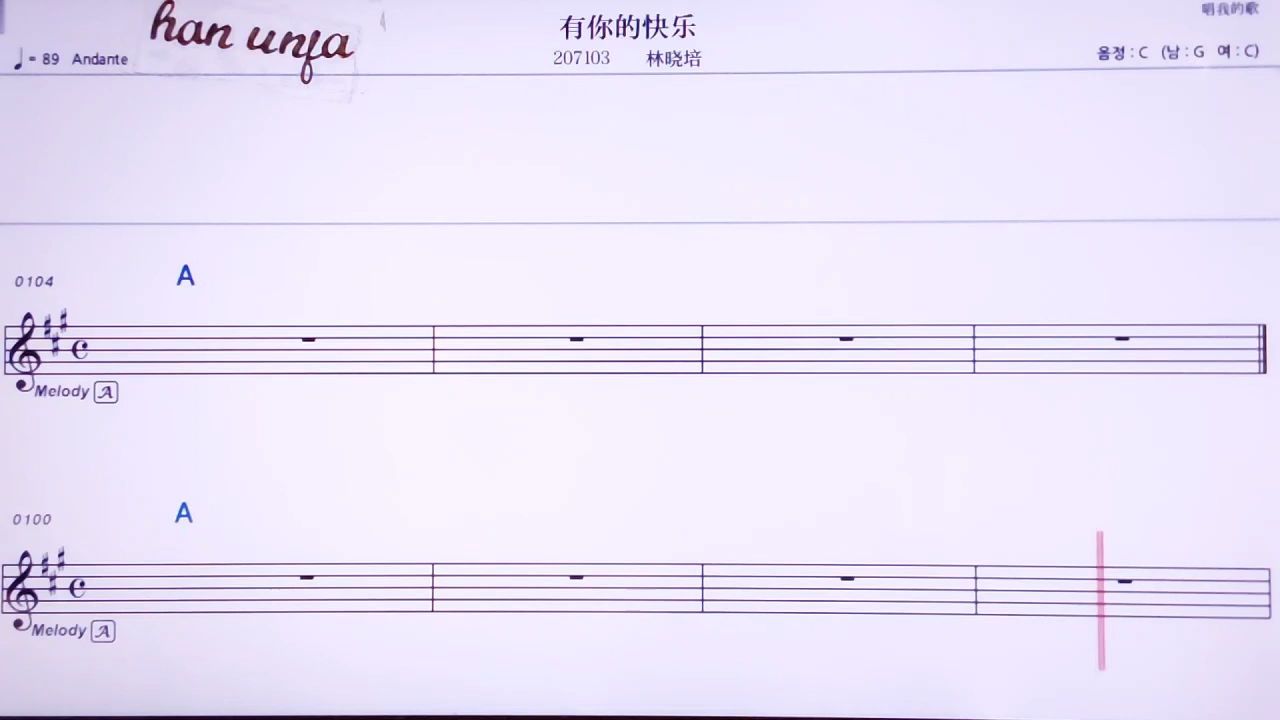 han unfa
有你的快乐
唱我的歌
♩= 89 Andante
207103 林晓培
음정 : C (남 : G 여 : C)
0104 A
Melody A
0100 A
Melody A